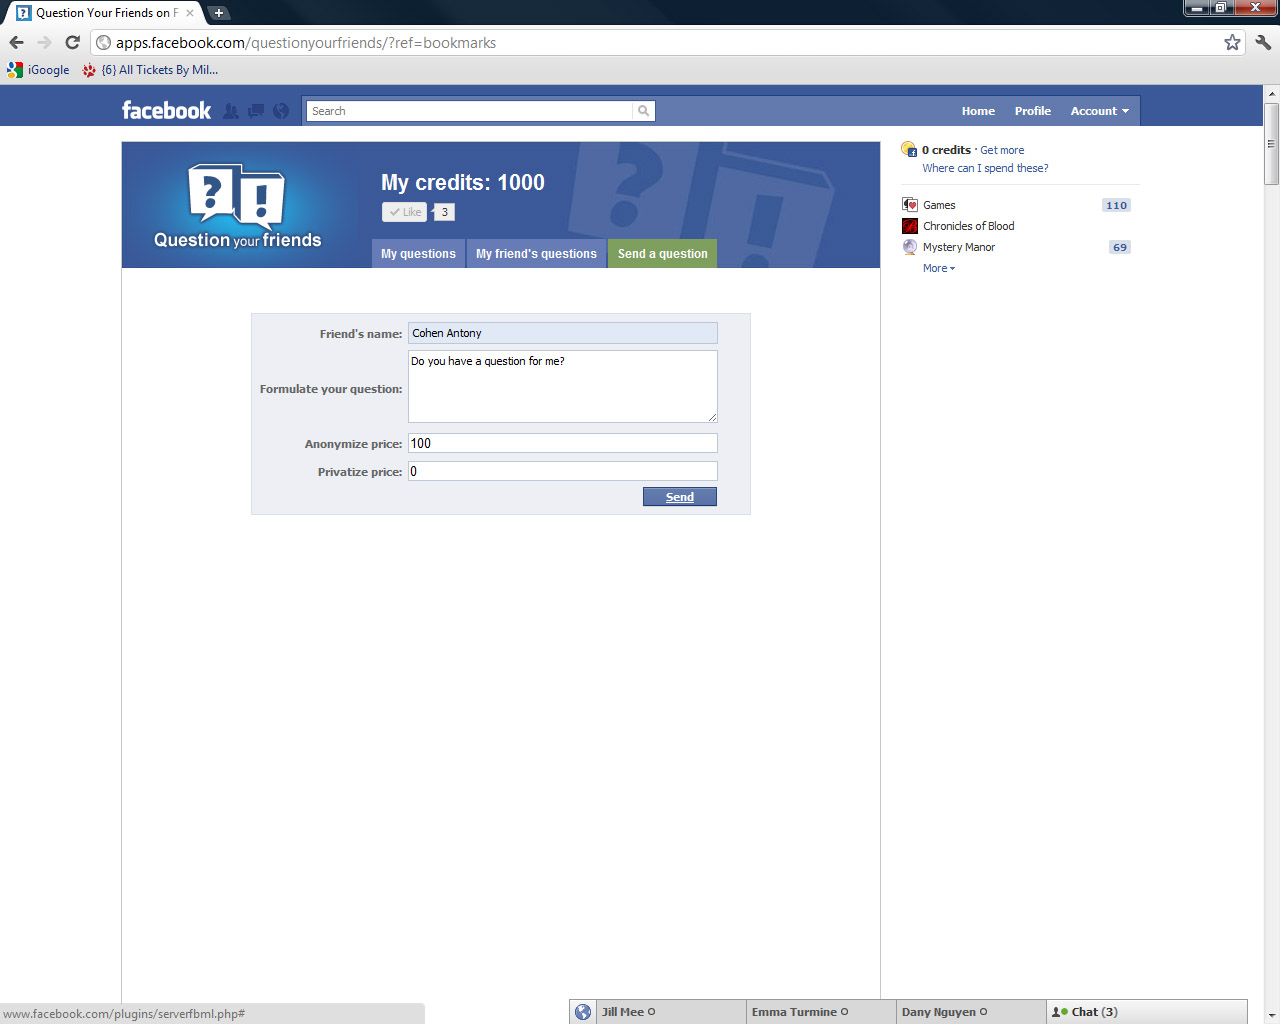 Question Your Friends on F
apps.facebook.com/questionyourfriends/?ref=bookmarks
iGoogle
{6} All Tickets By Mil...
facebook
Search
Home Profile Account
My credits: 1000
Like 3
Question your friends
My questions My friend's questions Send a question
0 credits · Get more
Where can I spend these?
Games 110
Chronicles of Blood
Mystery Manor 69
More
Friend's name: Cohen Antony
Formulate your question: Do you have a question for me?
Anonymize price: 100
Privatize price: 0
Send
www.facebook.com/plugins/serverfbml.php#
Jill Mee Emma Turmine Dany Nguyen Chat (3)